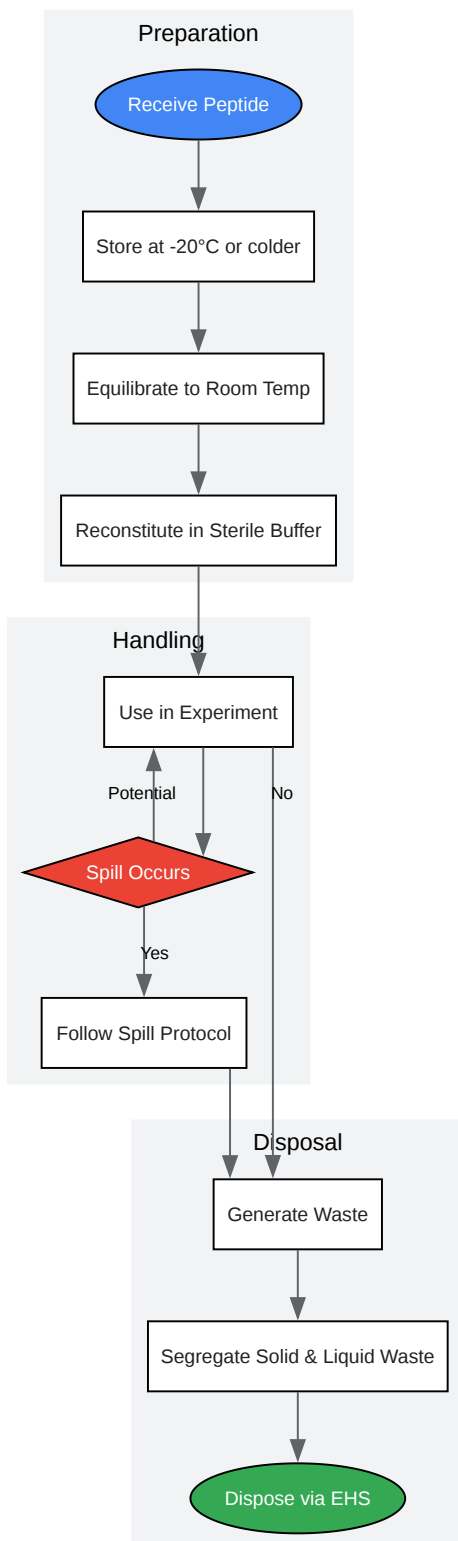 Preparation
Receive Peptide
Store at -20°C or colder
Equilibrate to Room Temp
Reconstitute in Sterile Buffer
Handling
Use in Experiment
Potential
No
Spill Occurs
Yes
Follow Spill Protocol
Disposal
Generate Waste
Segregate Solid & Liquid Waste
Dispose via EHS